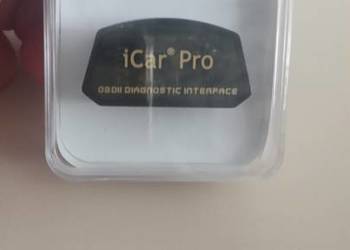 iCar® Pro
OBDII DIAGNOSTIC INTERFACE